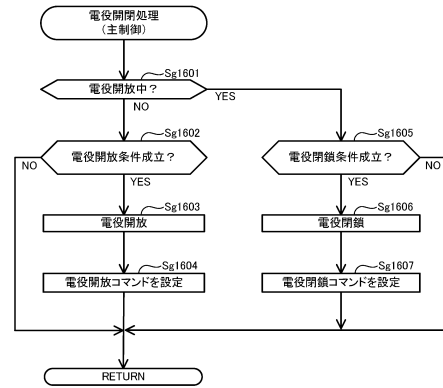 電役開閉処理
(主制御)
Sg1601
電役開放中?
YES
NO
Sg1602
電役開放条件成立?
NO
YES
Sg1605
電役閉鎖条件成立?
NO
YES
Sg1603
電役開放
Sg1606
電役閉鎖
Sg1604
電役開放コマンドを設定
Sg1607
電役閉鎖コマンドを設定
RETURN